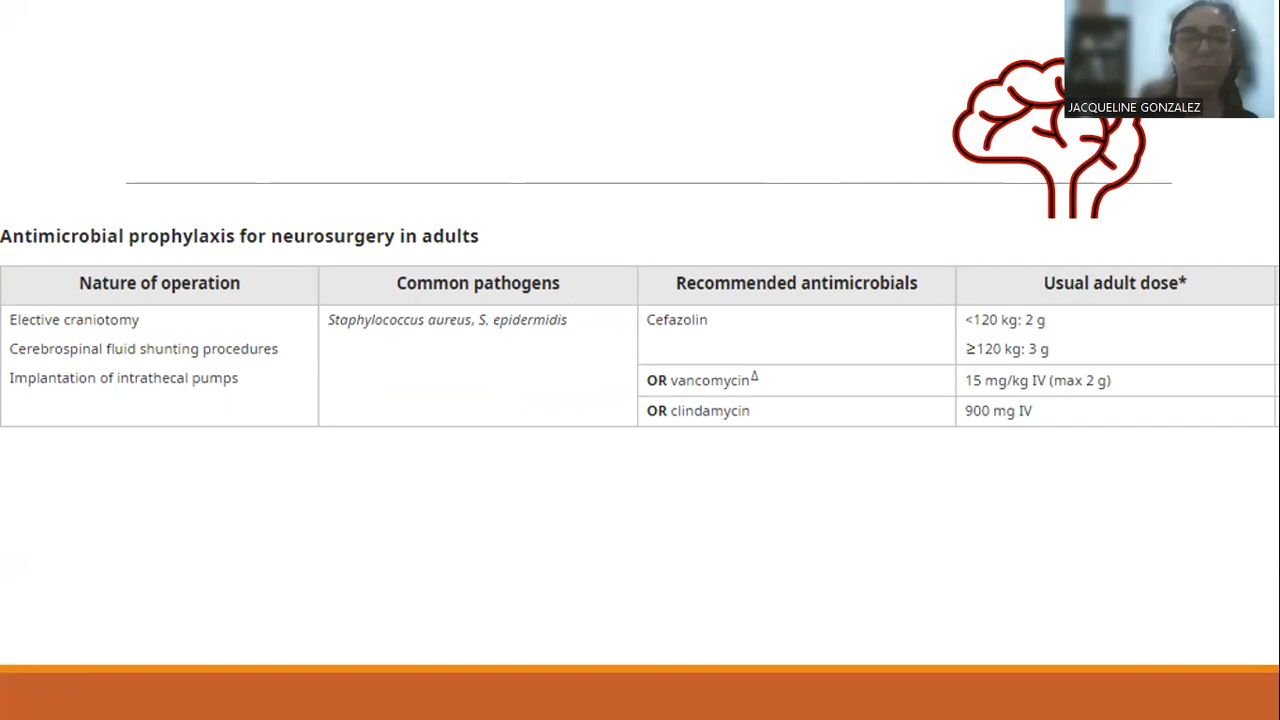 JACQUELINE GONZALEZ
Antimicrobial prophylaxis for neurosurgery in adults
Nature of operation Common pathogens Recommended antimicrobials Usual adult dose*
Elective craniotomy Staphylococcus aureus, S. epidermidis Cefazolin <120 kg: 2 g
Cerebrospinal fluid shunting procedures ≥120 kg: 3 g
Implantation of intrathecal pumps OR vancomycinΔ 15 mg/kg IV (max 2 g)
OR clindamycin 900 mg IV